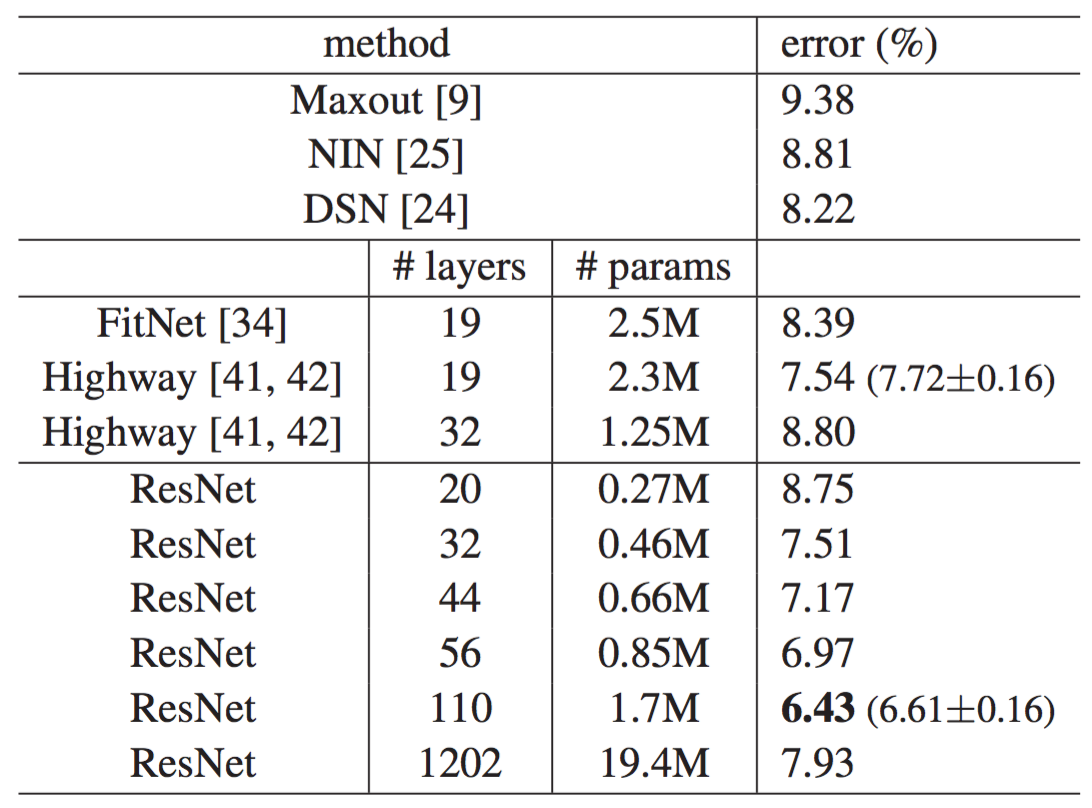 method error (%)
Maxout [9] 9.38
NIN [25] 8.81
DSN [24] 8.22
# layers # params
FitNet [34] 19 2.5M 8.39
Highway [41, 42] 19 2.3M 7.54 (7.72±0.16)
Highway [41, 42] 32 1.25M 8.80
ResNet 20 0.27M 8.75
ResNet 32 0.46M 7.51
ResNet 44 0.66M 7.17
ResNet 56 0.85M 6.97
ResNet 110 1.7M 6.43 (6.61±0.16)
ResNet 1202 19.4M 7.93